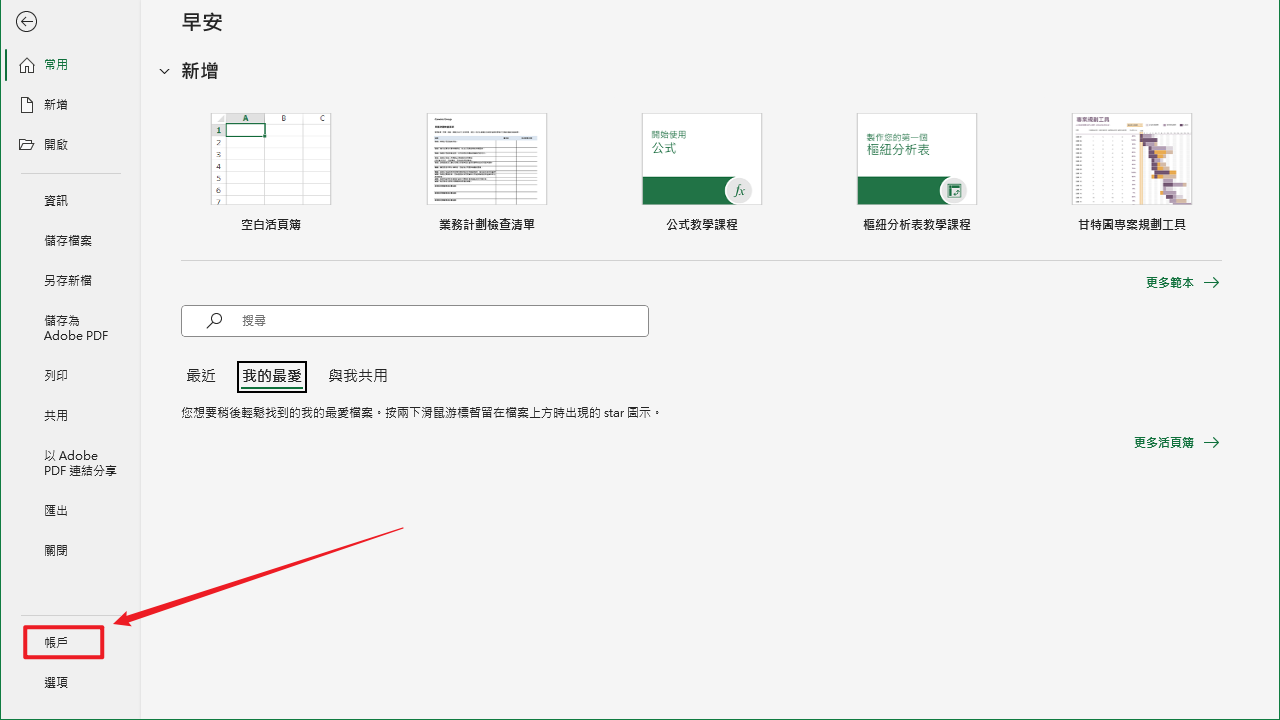 早安
常用
新增
開啟
資訊
儲存檔案
另存新檔
儲存為
Adobe PDF
列印
共用
以 Adobe
PDF 連結分享
匯出
關閉
帳戶
選項
新增
A B C
1
2
3
4
5
6
7
空白活頁簿
業務計劃檢查清單
開始使用
公式
fx
公式教學課程
樞紐分析表
樞紐分析表教學課程
專案規劃工具
甘特圖專案規劃工具
更多範本
搜尋
最近 我的最愛 與我共用
您想要稍後輕鬆找到的我的最愛檔案。按兩下滑鼠游標暫留在檔案上方時出現的 star 圖示。
更多活頁簿